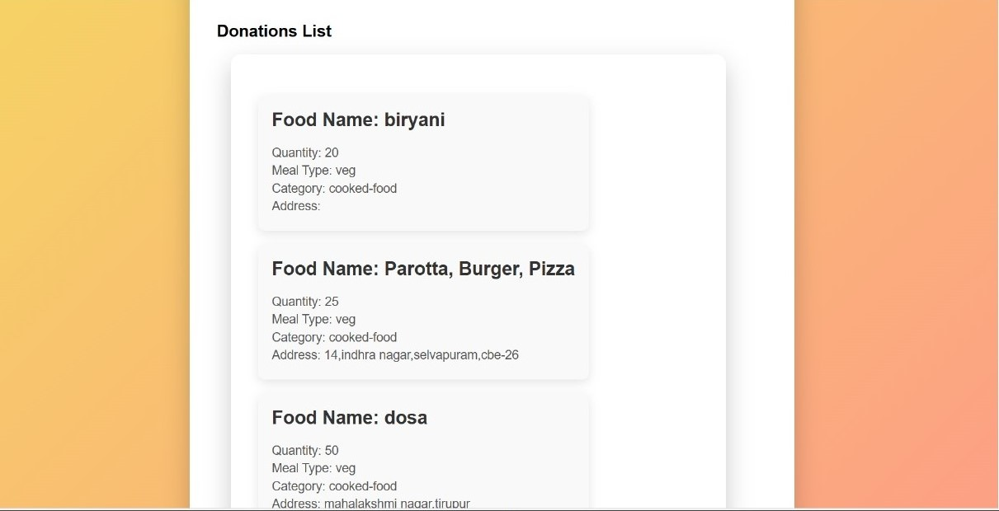 Donations List
Food Name: biryani
Quantity: 20
Meal Type: veg
Category: cooked-food
Address:
Food Name: Parotta, Burger, Pizza
Quantity: 25
Meal Type: veg
Category: cooked-food
Address: 14,indhra nagar,selvapuram,cbe-26
Food Name: dosa
Quantity: 50
Meal Type: veg
Category: cooked-food
Address: mahalakshmi nagar,tirupur